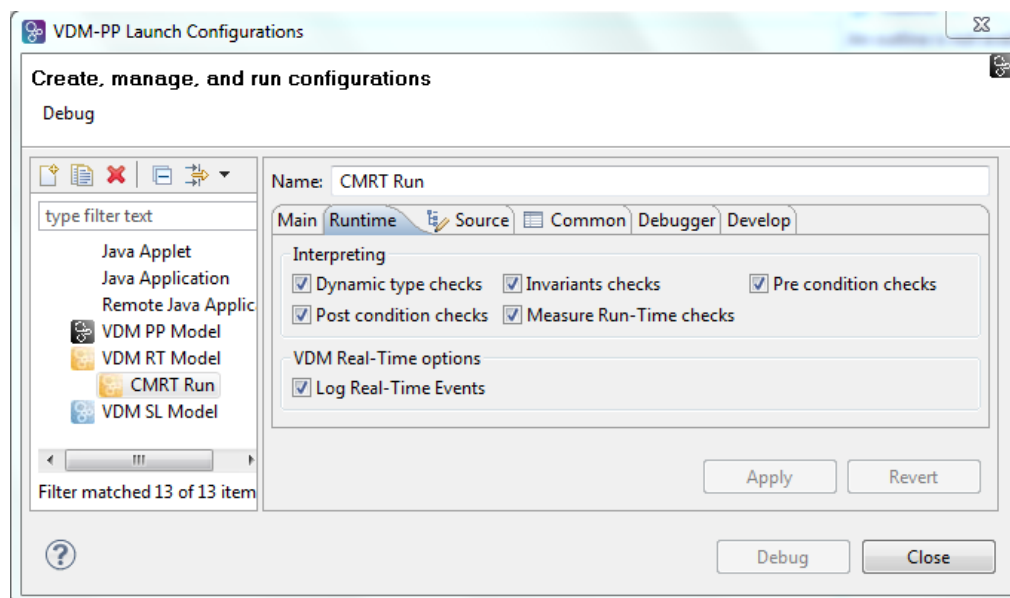 VDM-PP Launch Configurations
Create, manage, and run configurations
Debug
type filter text
Java Applet
Java Application
Remote Java Applic
VDM PP Model
VDM RT Model
CMRT Run
VDM SL Model
Filter matched 13 of 13 item
Name: CMRT Run
Main Runtime Source Common Debugger Develop
Interpreting
Dynamic type checks Invariants checks Pre condition checks
Post condition checks Measure Run-Time checks
VDM Real-Time options
Log Real-Time Events
Apply Revert
? Debug Close